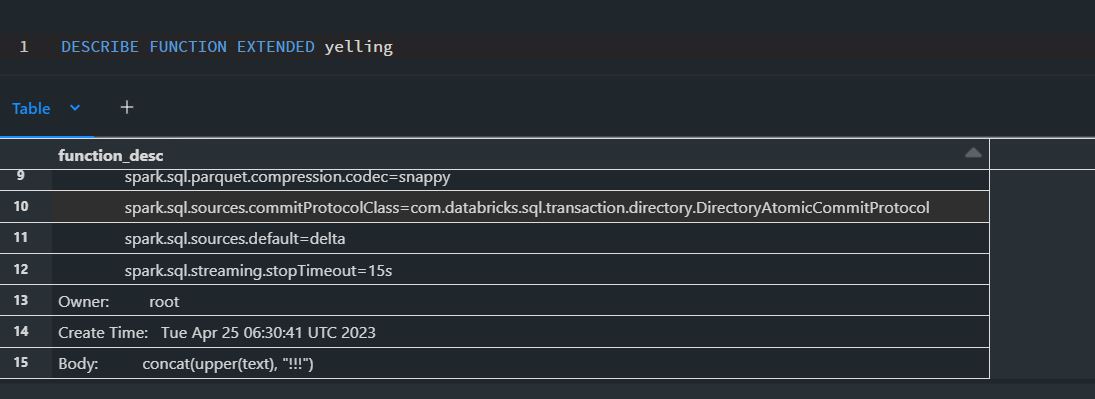 1 DESCRIBE FUNCTION EXTENDED yelling
Table +
function_desc
9 spark.sql.parquet.compression.codec=snappy
10 spark.sql.sources.commitProtocolClass=com.databricks.sql.transaction.directory.DirectoryAtomicCommitProtocol
11 spark.sql.sources.default=delta
12 spark.sql.streaming.stopTimeout=15s
13 Owner: root
14 Create Time: Tue Apr 25 06:30:41 UTC 2023
15 Body: concat(upper(text), "!!!")